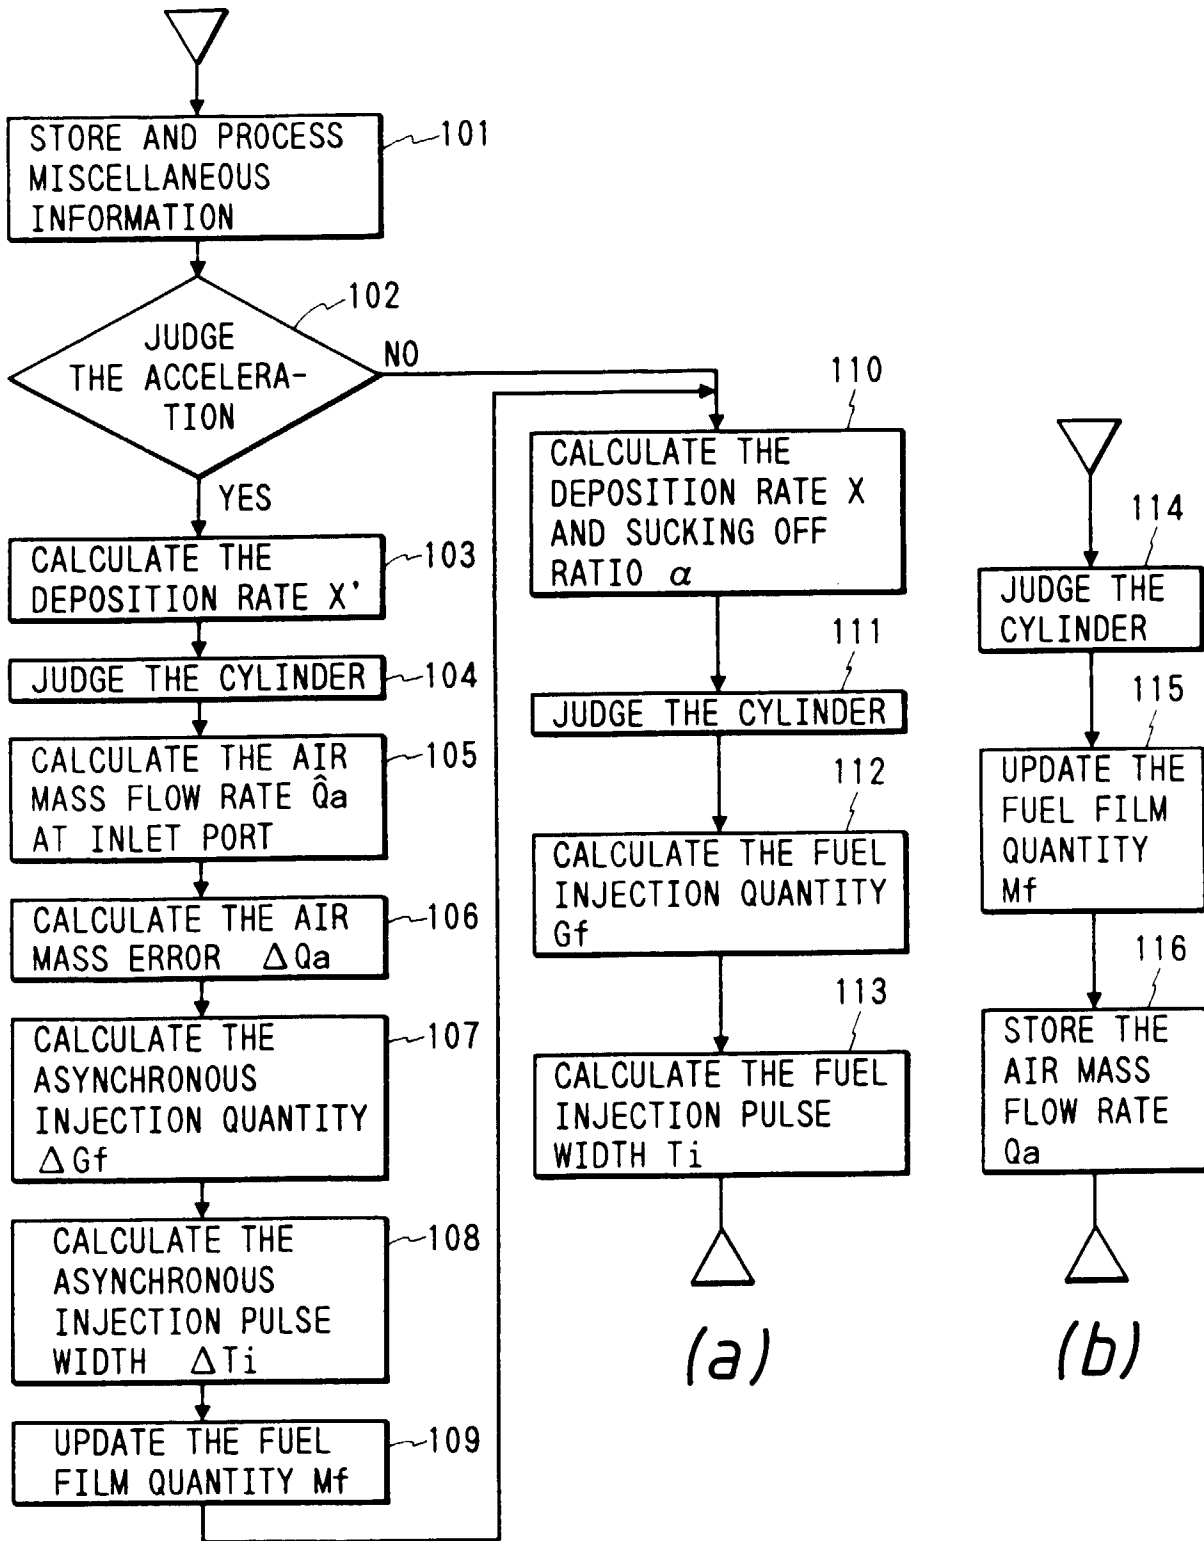 STORE AND PROCESS
MISCELLANEOUS
INFORMATION
101
102
JUDGE
THE ACCELERA-
TION
NO
YES
CALCULATE THE
DEPOSITION RATE X'
103
JUDGE THE CYLINDER
104
CALCULATE THE AIR
MASS FLOW RATE Q̂a
AT INLET PORT
105
CALCULATE THE AIR
MASS ERROR ΔQa
106
CALCULATE THE
ASYNCHRONOUS
INJECTION QUANTITY
ΔGf
107
CALCULATE THE
ASYNCHRONOUS
INJECTION PULSE
WIDTH ΔTi
108
UPDATE THE FUEL
FILM QUANTITY Mf
109
110
CALCULATE THE
DEPOSITION RATE X
AND SUCKING OFF
RATIO α
111
JUDGE THE CYLINDER
112
CALCULATE THE FUEL
INJECTION QUANTITY
Gf
113
CALCULATE THE FUEL
INJECTION PULSE
WIDTH Ti
(a)
114
JUDGE THE
CYLINDER
115
UPDATE THE
FUEL FILM
QUANTITY
Mf
116
STORE THE
AIR MASS
FLOW RATE
Qa
(b)